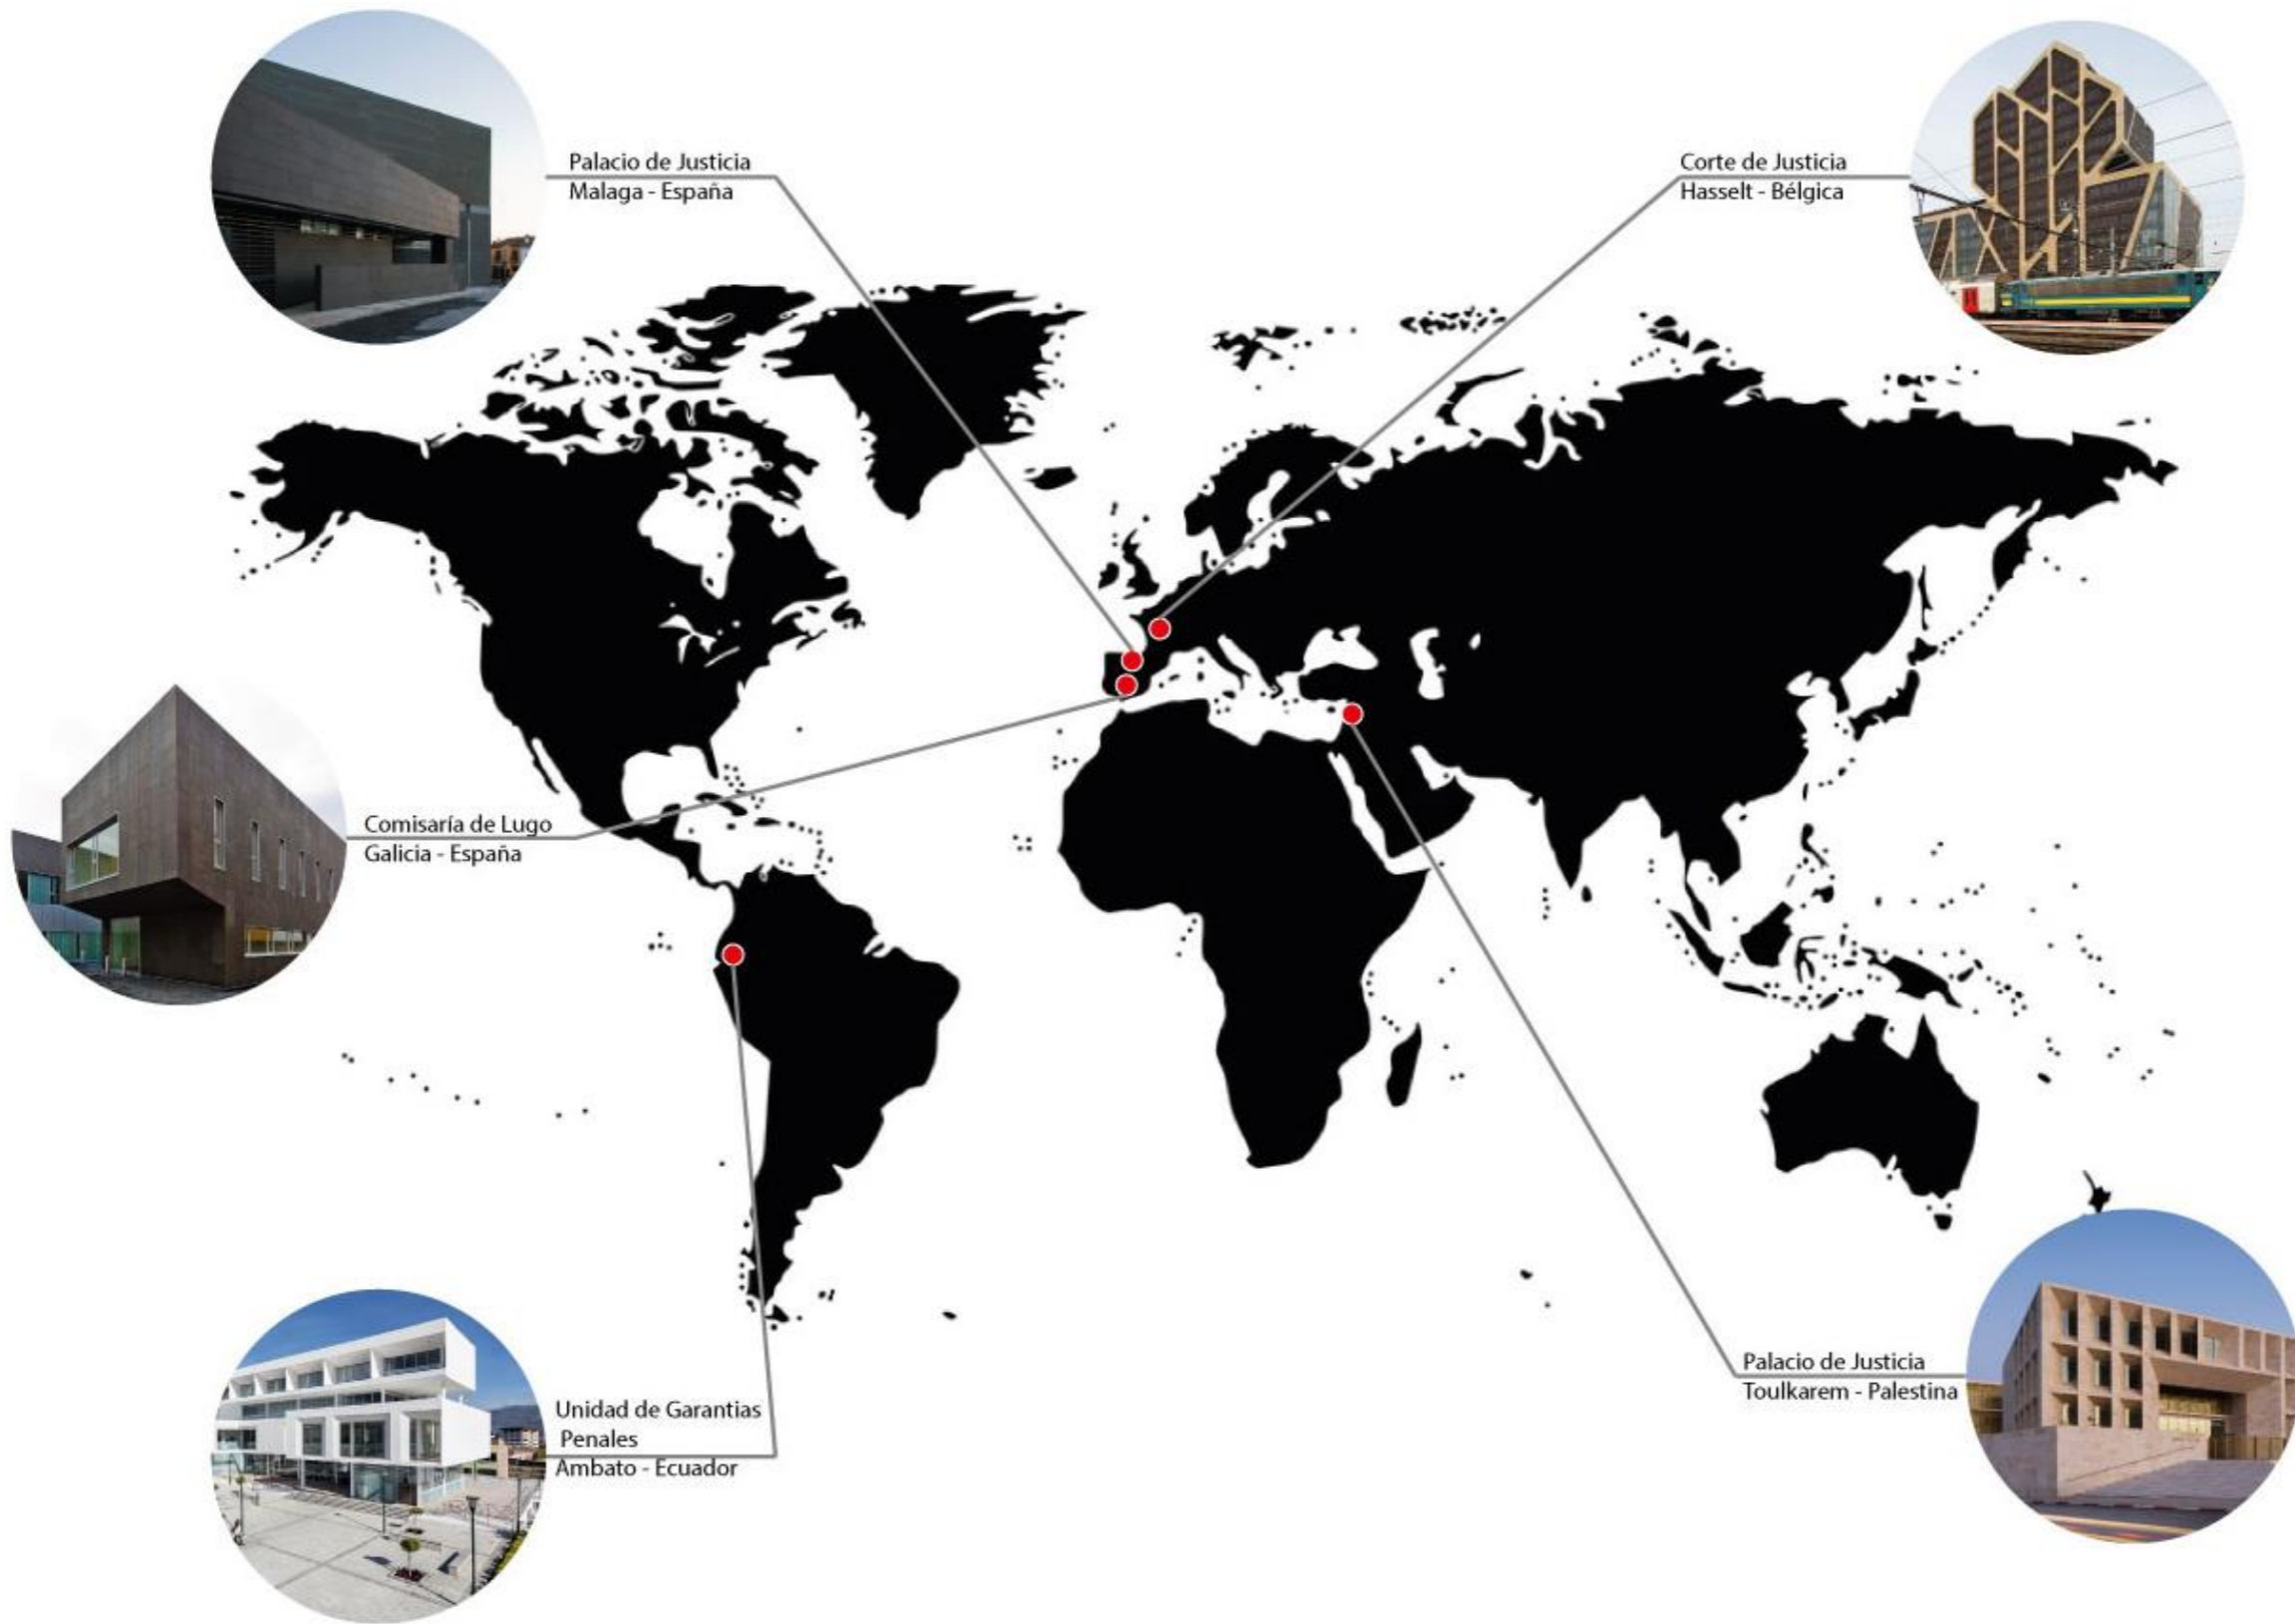 Palacio de Justicia
Malaga - España
Corte de Justicia
Hasselt - Bélgica
Comisaría de Lugo
Galicia - España
Palacio de Justicia
Toulkarem - Palestina
Unidad de Garantias
Penales
Ambato - Ecuador